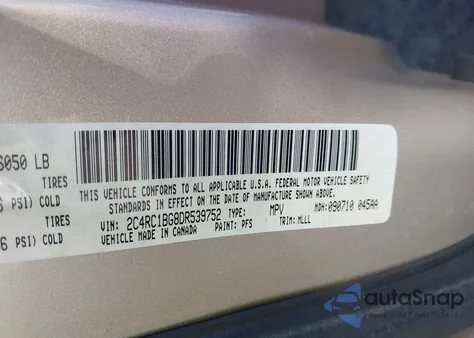 6050 LB
TIRES
PSI) COLD
TIRES
6 PSI) COLD
THIS VEHICLE CONFORMS TO ALL APPLICABLE U.S.A. FEDERAL MOTOR VEHICLE SAFETY
STANDARDS IN EFFECT ON THE DATE OF MANUFACTURE SHOWN ABOVE.
VIN: 2C4RC1BG8DR539752 TYPE: MPV MDH: 090710 045AA
VEHICLE MADE IN CANADA PAINT: PFS TRIM: MLLL
autoSnap